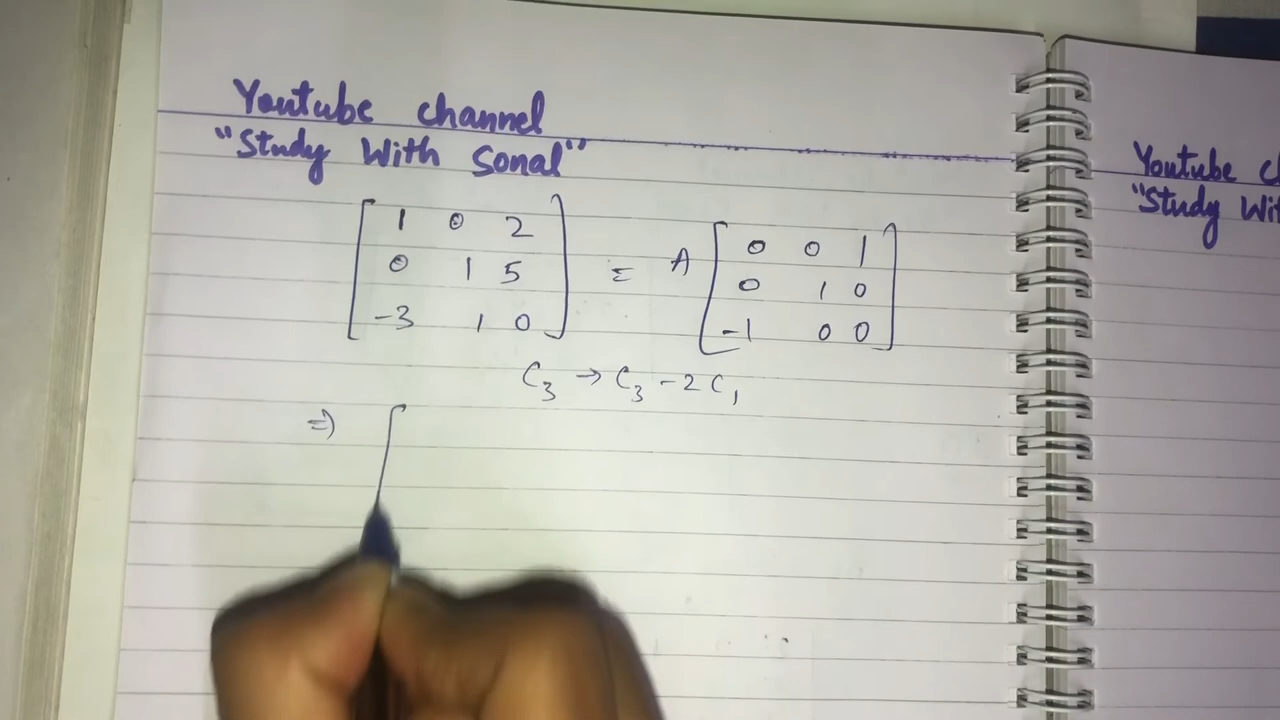 Youtube channel
"Study With Sonal"
[1 0 2
0 1 5
-3 1 0] = A [0 0 1
0 1 0
-1 0 0]
C₃ → C₃ - 2C₁
⇒ [
Youtube
"Study